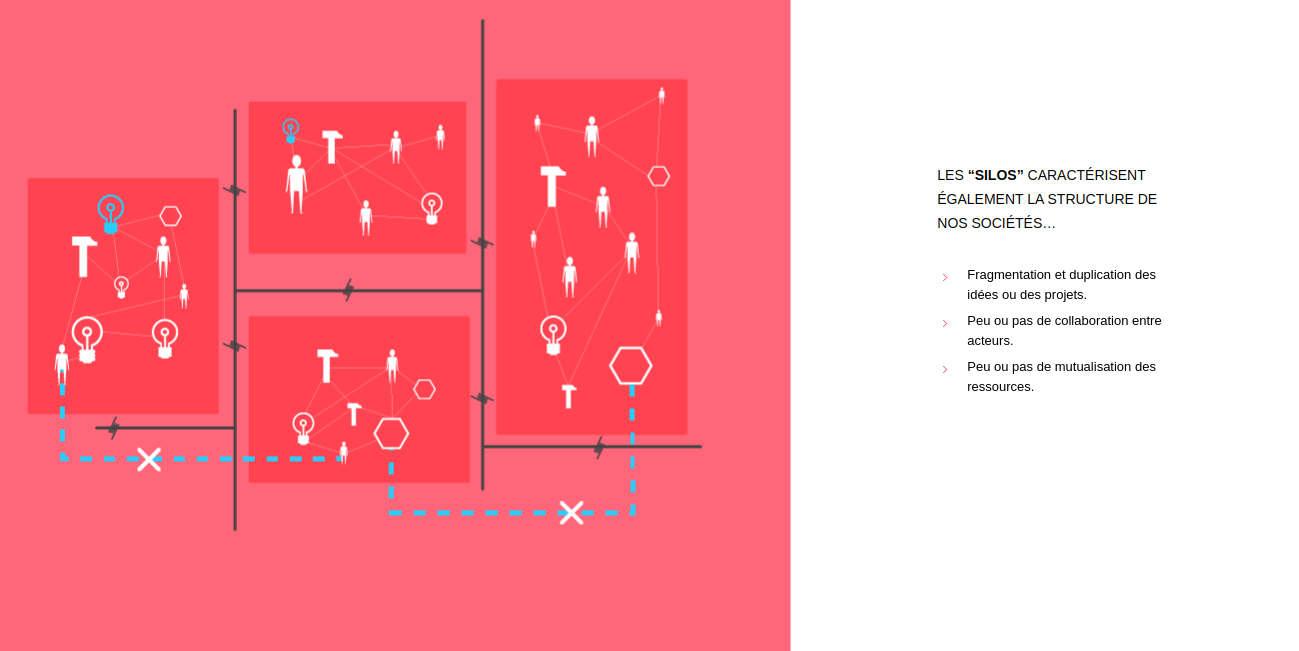 LES “SILOS” CARACTÉRISENT
ÉGALEMENT LA STRUCTURE DE
NOS SOCIÉTÉS…
Fragmentation et duplication des
idées ou des projets.
Peu ou pas de collaboration entre
acteurs.
Peu ou pas de mutualisation des
ressources.